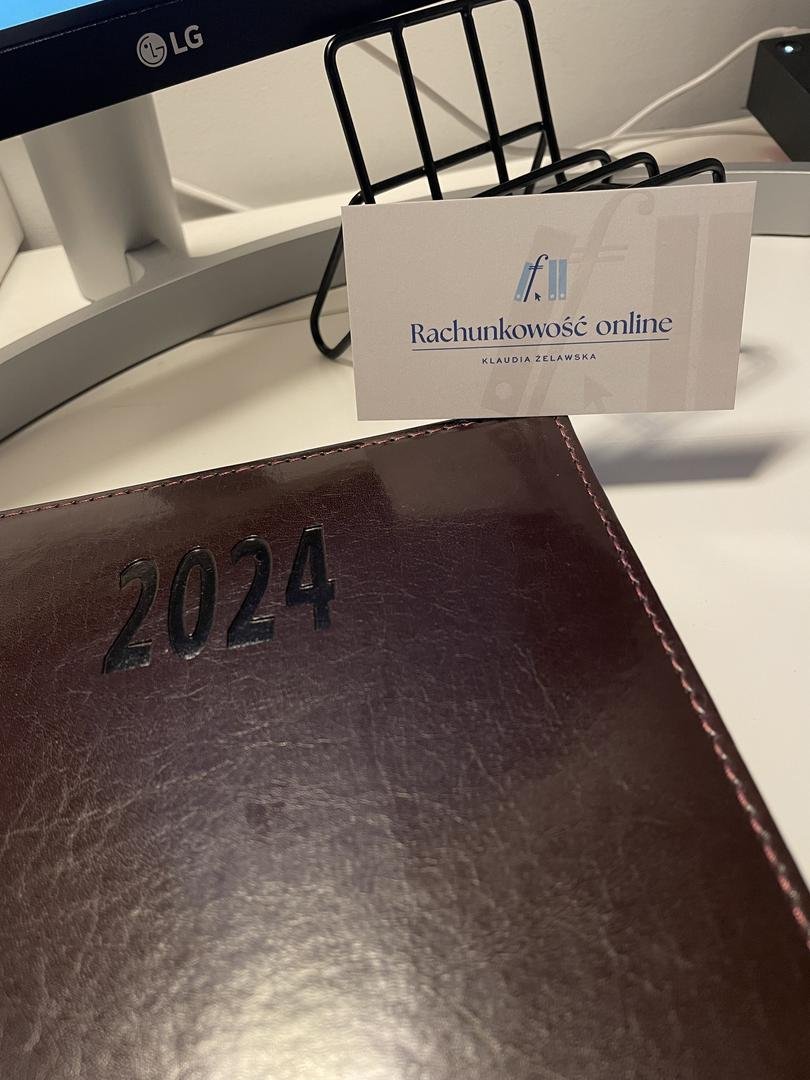 LG
Rachunkowość online
KLAUDIA ŻELAWSKA
2024